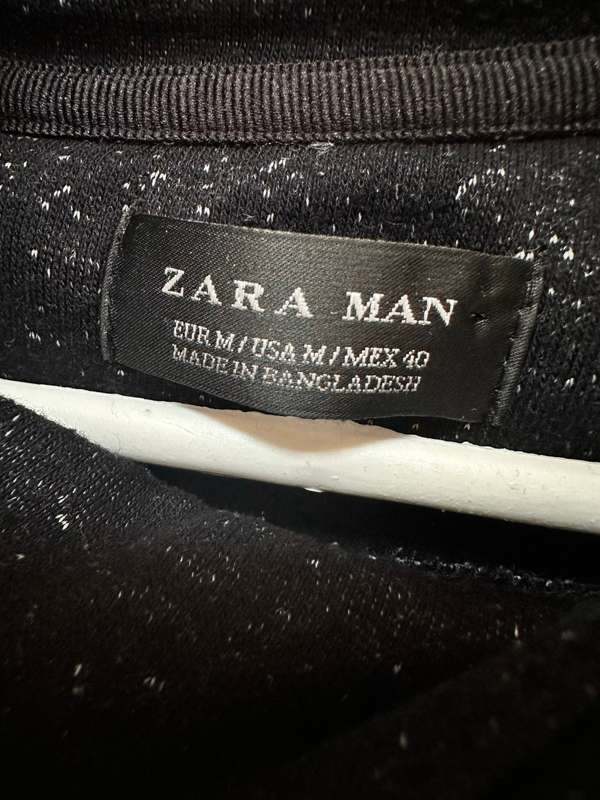 ZARA MAN
EUR M / USA M / MEX 40
MADE IN BANGLADESH